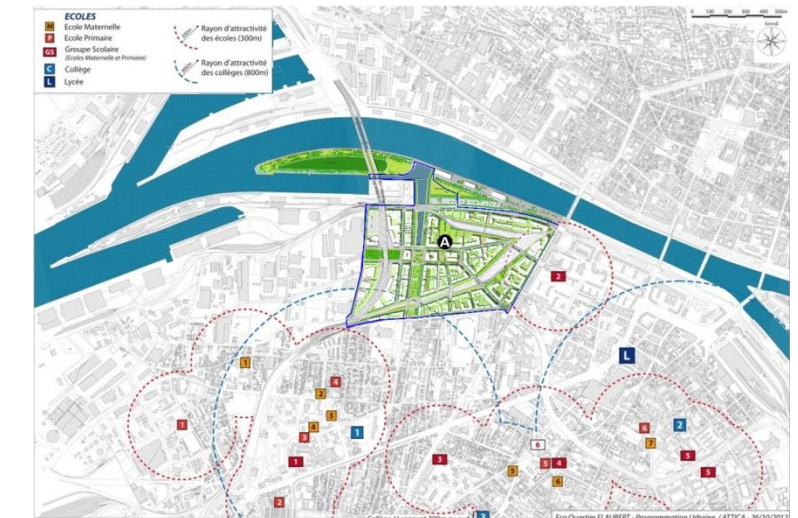 ECOLES
M Ecole Maternelle
P Ecole Primaire
GS Groupe Scolaire
(Ecoles Maternelle et Primaire)
C Collège
L Lycée
Rayon d'attractivité
des écoles (300m)
Rayon d'attractivité
des collèges (800m)
0 100 200 300 400 500m
A
2
L
1
4
2
3
1
4
3
1
1
6
2
6
7
3
1
5
4
5
5
5
6
2
3
Eco Quartier FLAUBERT - Programmation Urbaine / ATTICA - 26/10/2012